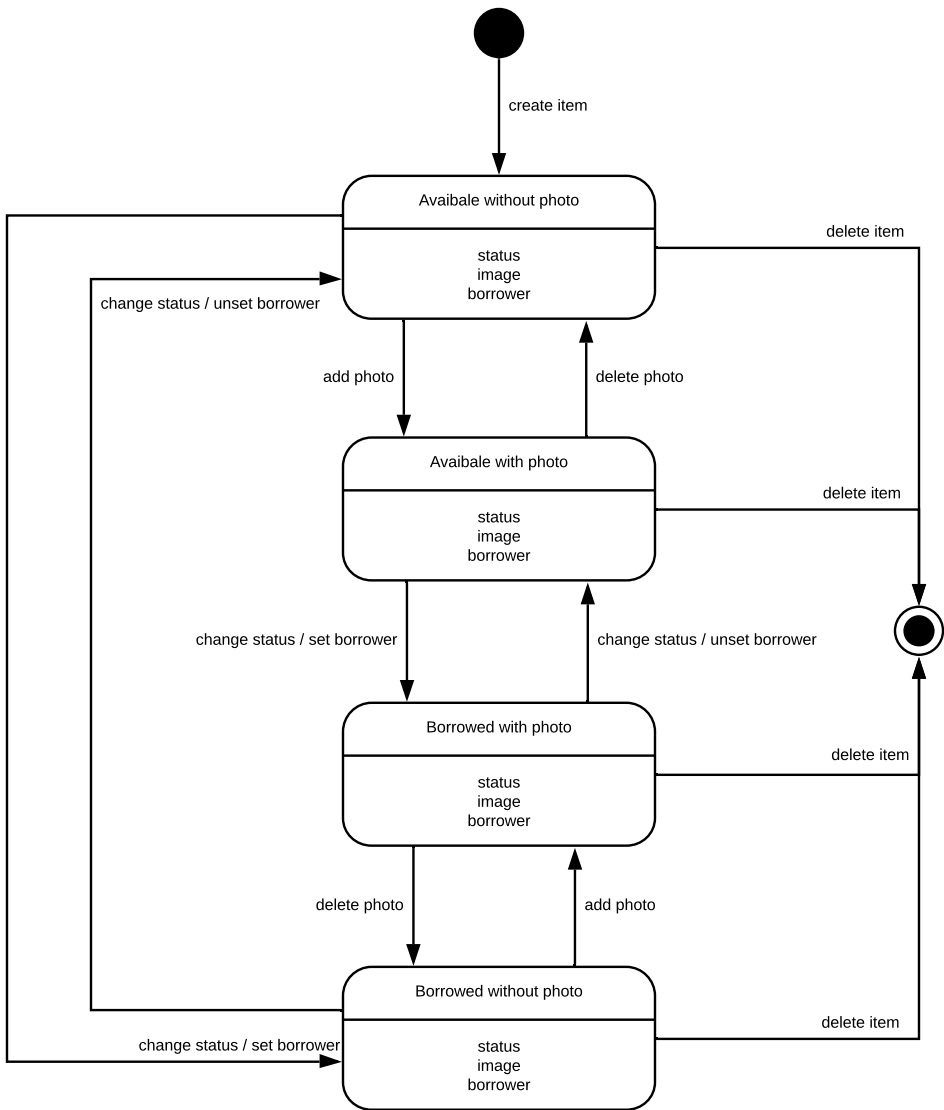 create item
Avaibale without photo
delete item
status
image
borrower
change status / unset borrower
add photo
delete photo
Avaibale with photo
delete item
status
image
borrower
change status / set borrower
change status / unset borrower
Borrowed with photo
delete item
status
image
borrower
delete photo
add photo
Borrowed without photo
delete item
change status / set borrower
status
image
borrower